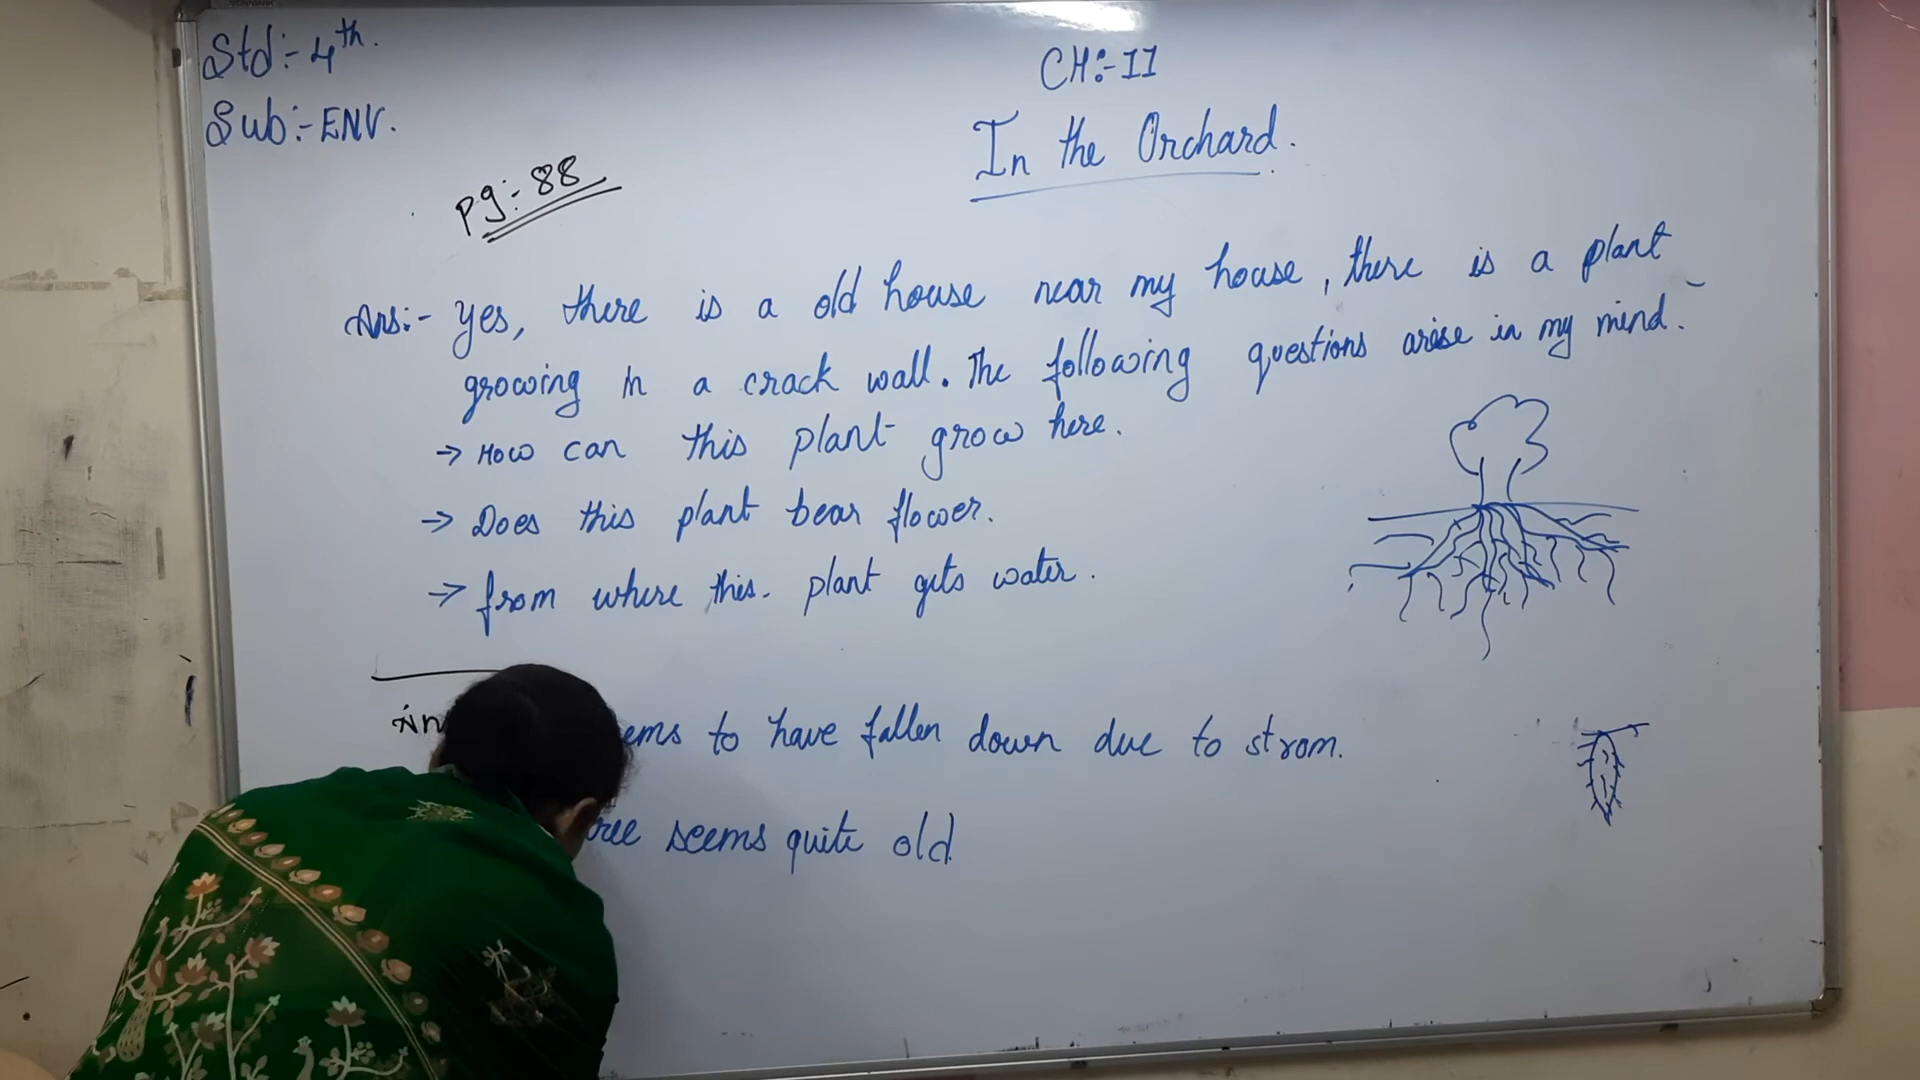 Std:- 4th.
Sub:- ENV.
CH:- 11
In the Orchard.
pg:- 88
Ans:- Yes, there is a old house near my house, there is a plant
growing in a crack wall. The following questions arise in my mind.
→ How can this plant grow here.
→ Does this plant bear flower.
→ from where this. plant gets water.
to have fallen down due to strom.
seems quite old.